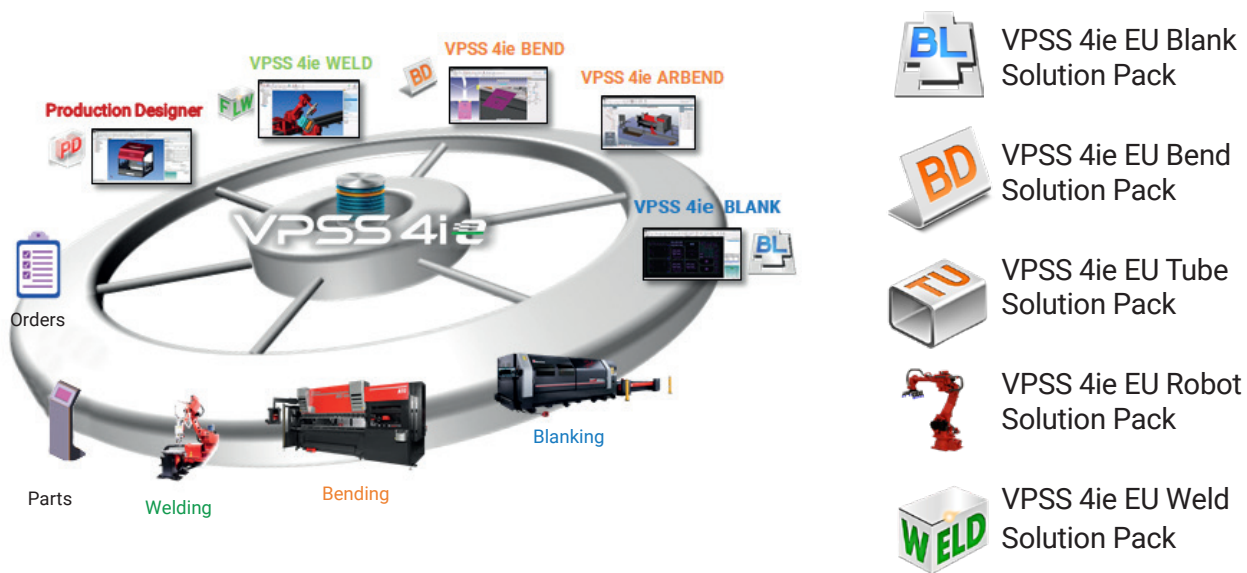 VPSS 4ie BEND
VPSS 4ie WELD
BD
VPSS 4ie ARBEND
Production Designer
FLW
PD
VPSS 4ie
VPSS 4ie BLANK
BL
Orders
Blanking
Parts
Welding
Bending
BL
VPSS 4ie EU Blank
Solution Pack
BD
VPSS 4ie EU Bend
Solution Pack
TU
VPSS 4ie EU Tube
Solution Pack
VPSS 4ie EU Robot
Solution Pack
WELD
VPSS 4ie EU Weld
Solution Pack